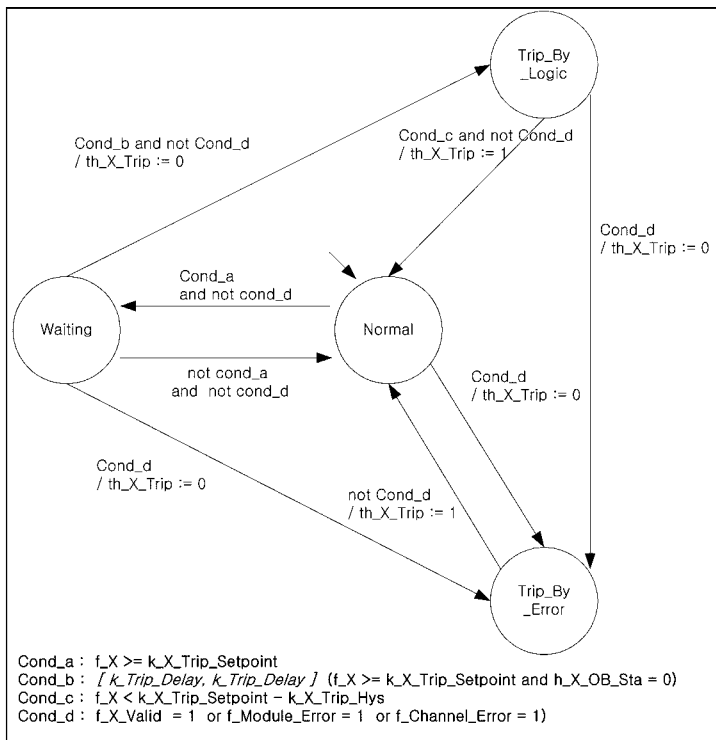 Trip_By
_Logic
Cond_b and not Cond_d
/ th_X_Trip := 0
Cond_c and not Cond_d
/ th_X_Trip := 1
Cond_d
/ th_X_Trip := 0
Cond_a
and not cond_d
Waiting
Normal
not cond_a
and not cond_d
Cond_d
/ th_X_Trip := 0
Cond_d
/ th_X_Trip := 0
not Cond_d
/ th_X_Trip := 1
Trip_By
_Error
Cond_a : f_X >= k_X_Trip_Setpoint
Cond_b : [ k_Trip_Delay, k_Trip_Delay ] (f_X >= k_X_Trip_Setpoint and h_X_OB_Sta = 0)
Cond_c : f_X < k_X_Trip_Setpoint - k_X_Trip_Hys
Cond_d : f_X_Valid = 1 or f_Module_Error = 1 or f_Channel_Error = 1)